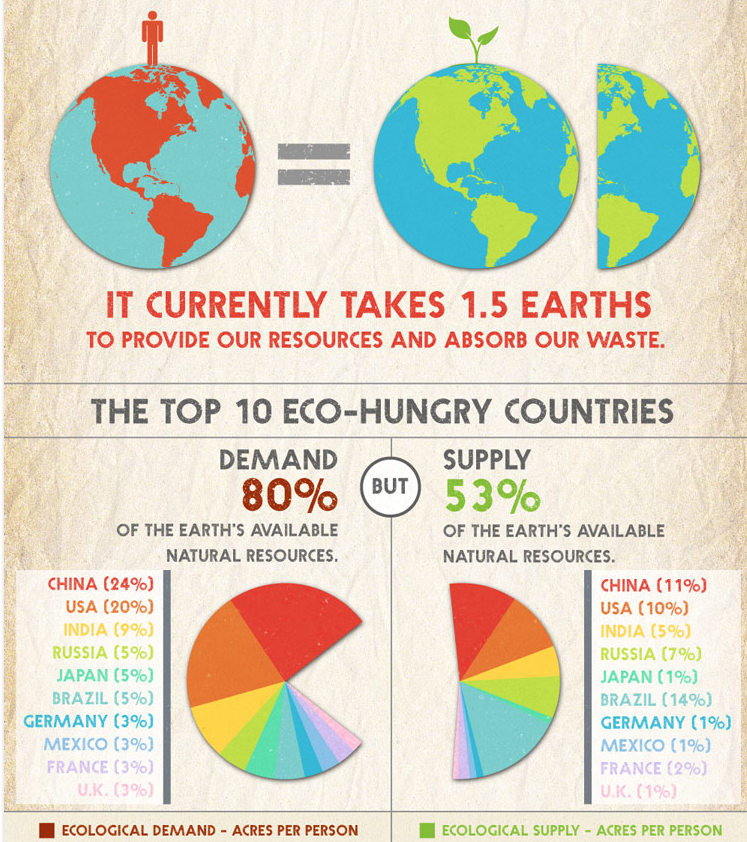 IT CURRENTLY TAKES 1.5 EARTHS
TO PROVIDE OUR RESOURCES AND ABSORB OUR WASTE.
THE TOP 10 ECO-HUNGRY COUNTRIES
DEMAND
80%
OF THE EARTH'S AVAILABLE
NATURAL RESOURCES.
BUT
SUPPLY
53%
OF THE EARTH'S AVAILABLE
NATURAL RESOURCES.
CHINA (24%)
USA (20%)
INDIA (9%)
RUSSIA (5%)
JAPAN (5%)
BRAZIL (5%)
GERMANY (3%)
MEXICO (3%)
FRANCE (3%)
U.K. (3%)
CHINA (11%)
USA (10%)
INDIA (5%)
RUSSIA (7%)
JAPAN (1%)
BRAZIL (14%)
GERMANY (1%)
MEXICO (1%)
FRANCE (2%)
U.K. (1%)
ECOLOGICAL DEMAND - ACRES PER PERSON
ECOLOGICAL SUPPLY - ACRES PER PERSON